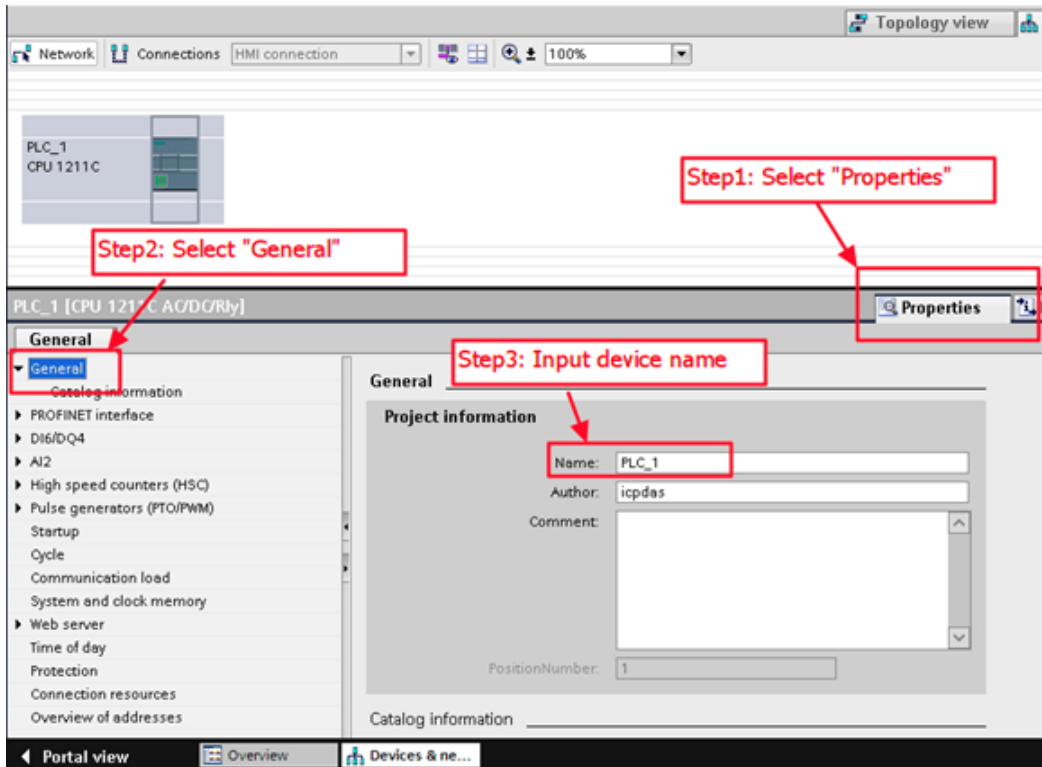 Topology view
Network Connections HMI connection 100%
PLC_1
CPU 1211C
Step1: Select "Properties"
Step2: Select "General"
PLC_1 [CPU 1211C AC/DC/Rly]
Properties
General
Step3: Input device name
General
Catalog information
PROFINET interface
DI6/DQ4
AI2
High speed counters (HSC)
Pulse generators (PTO/PWM)
Startup
Cycle
Communication load
System and clock memory
Web server
Time of day
Protection
Connection resources
Overview of addresses
General
Project information
Name: PLC_1
Author: icpdas
Comment:
PositionNumber: 1
Catalog information
Portal view Overview Devices & ne...